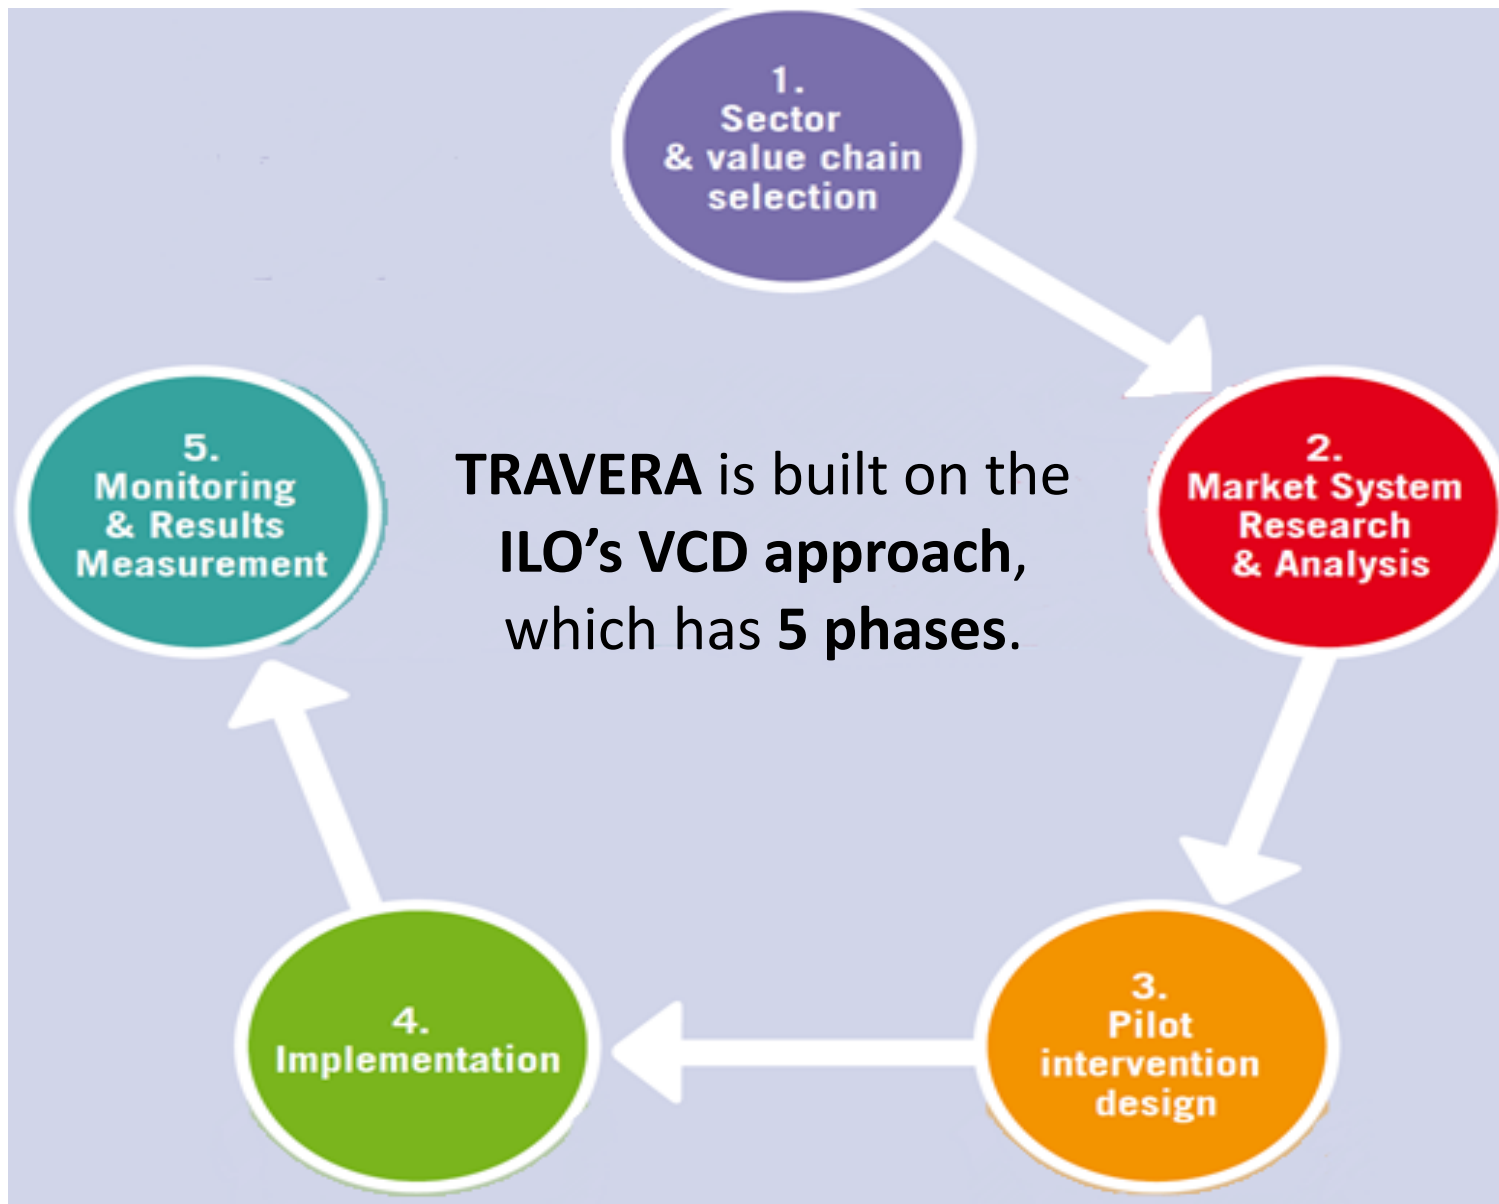 1.
Sector
& value chain
selection
2.
Market System
Research
& Analysis
3.
Pilot
intervention
design
4.
Implementation
5.
Monitoring
& Results
Measurement
TRAVERA is built on the
ILO’s VCD approach,
which has 5 phases.